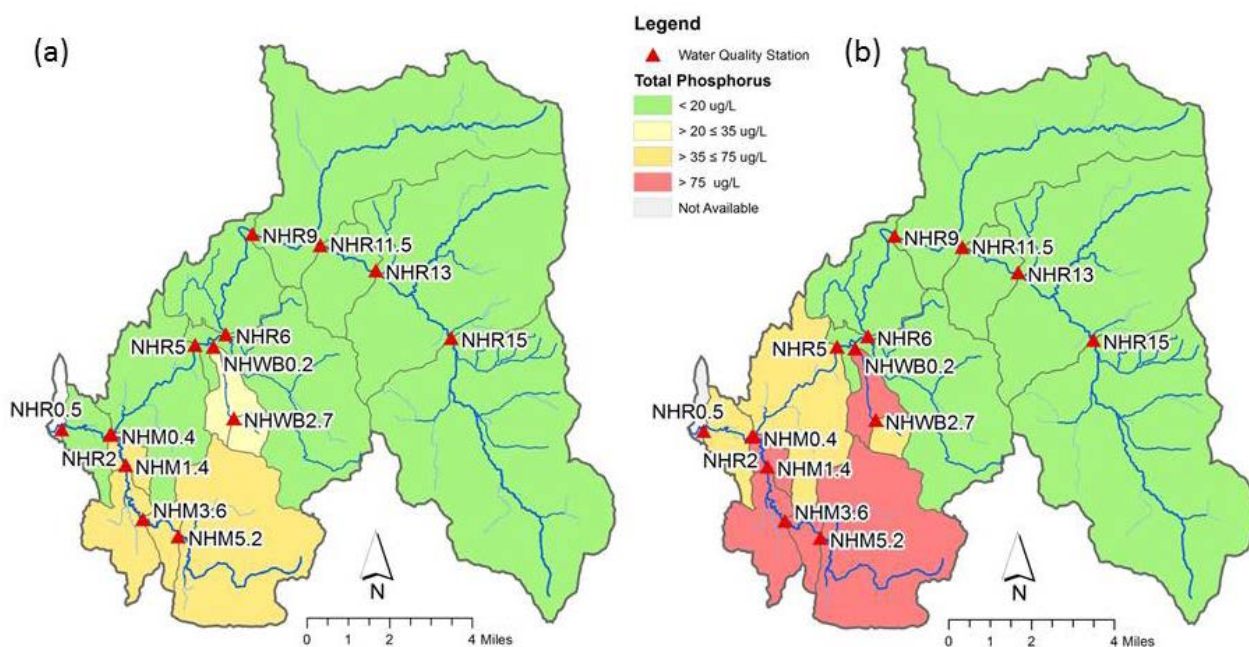 (a)
NHR9
NHR11.5
NHR13
NHR6
NHR5
NHR15
NHWB0.2
NHWB2.7
NHR0.5
NHM0.4
NHR2
NHM1.4
NHM3.6
NHM5.2
N
0 1 2 4 Miles
Legend
Water Quality Station
Total Phosphorus
< 20 ug/L
> 20 ≤ 35 ug/L
> 35 ≤ 75 ug/L
> 75 ug/L
Not Available
(b)
NHR9
NHR11.5
NHR13
NHR6
NHR5
NHR15
NHWB0.2
NHWB2.7
NHR0.5
NHM0.4
NHR2
NHM1.4
NHM3.6
NHM5.2
N
0 1 2 4 Miles